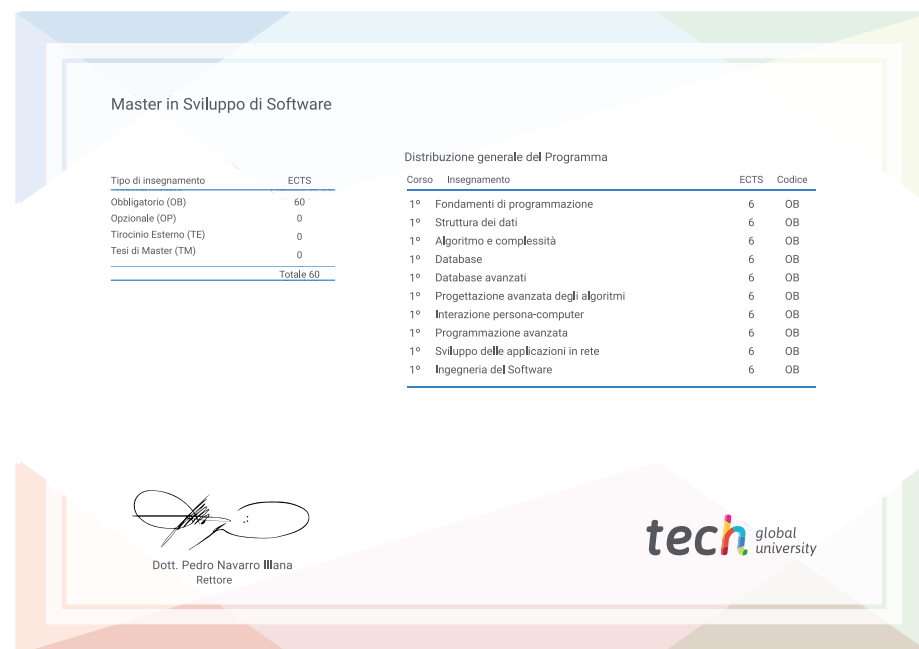 Master in Sviluppo di Software
Tipo di insegnamento ECTS
Obbligatorio (OB) 60
Opzionale (OP) 0
Tirocinio Esterno (TE) 0
Tesi di Master (TM) 0
Totale 60
Distribuzione generale del Programma
Corso Insegnamento ECTS Codice
1º Fondamenti di programmazione 6 OB
1º Struttura dei dati 6 OB
1º Algoritmo e complessità 6 OB
1º Database 6 OB
1º Database avanzati 6 OB
1º Progettazione avanzata degli algoritmi 6 OB
1º Interazione persona-computer 6 OB
1º Programmazione avanzata 6 OB
1º Sviluppo delle applicazioni in rete 6 OB
1º Ingegneria del Software 6 OB
Dott. Pedro Navarro Illana
Rettore
tech global
university